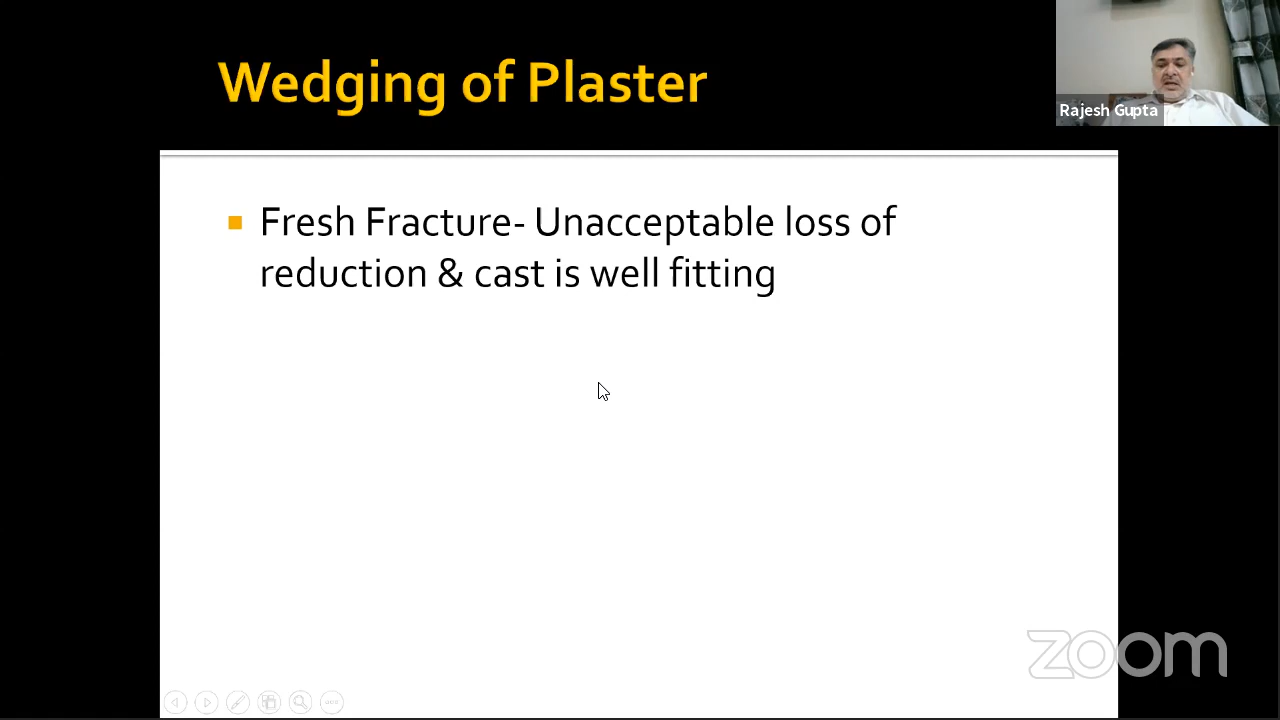 Wedging of Plaster
Rajesh Gupta
Fresh Fracture- Unacceptable loss of
reduction & cast is well fitting
zoom